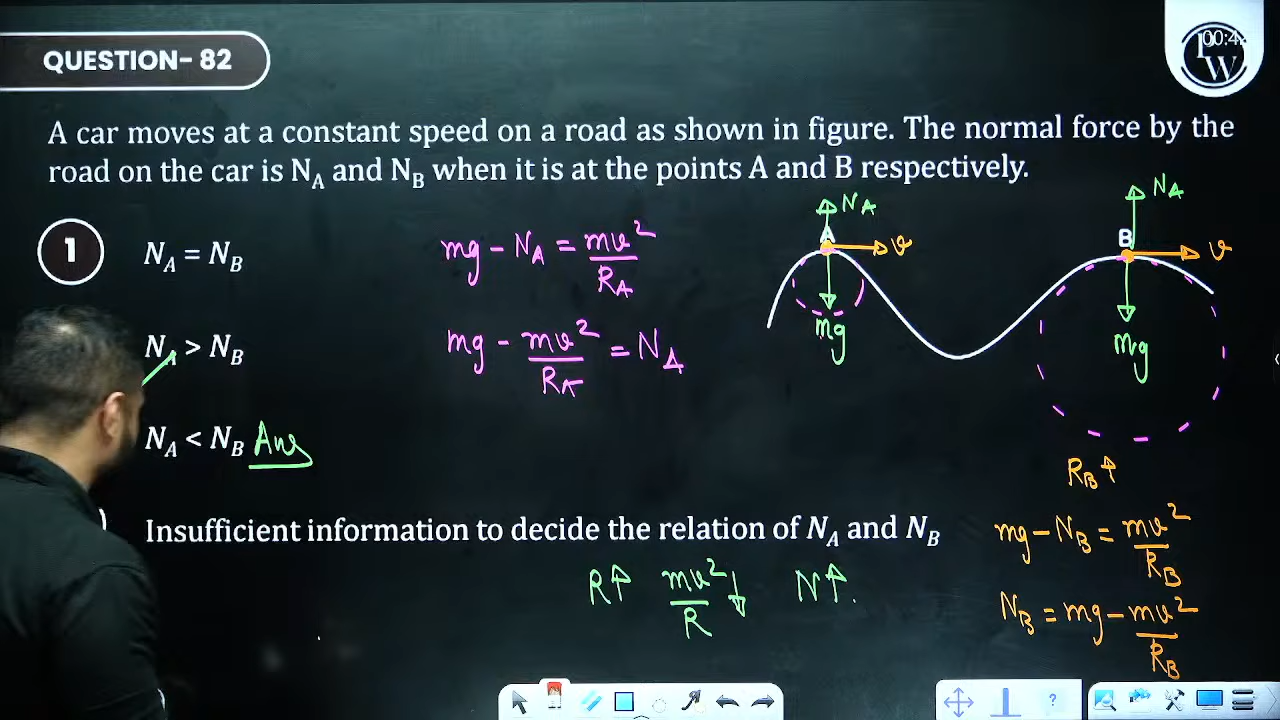 QUESTION- 82
00:4
PW
A car moves at a constant speed on a road as shown in figure. The normal force by the
road on the car is N_A and N_B when it is at the points A and B respectively.
1
N_A = N_B
N_A > N_B
N_A < N_B Ans
Insufficient information to decide the relation of N_A and N_B
mg - N_A = mv²/R_A
mg - mv²/R_A = N_A
N_A
A
v
mg
N_A
B
v
mg
R_B ↑
mg - N_B = mv²/R_B
N_B = mg - mv²/R_B
R↑ mv²/R ↓ N↑.
?